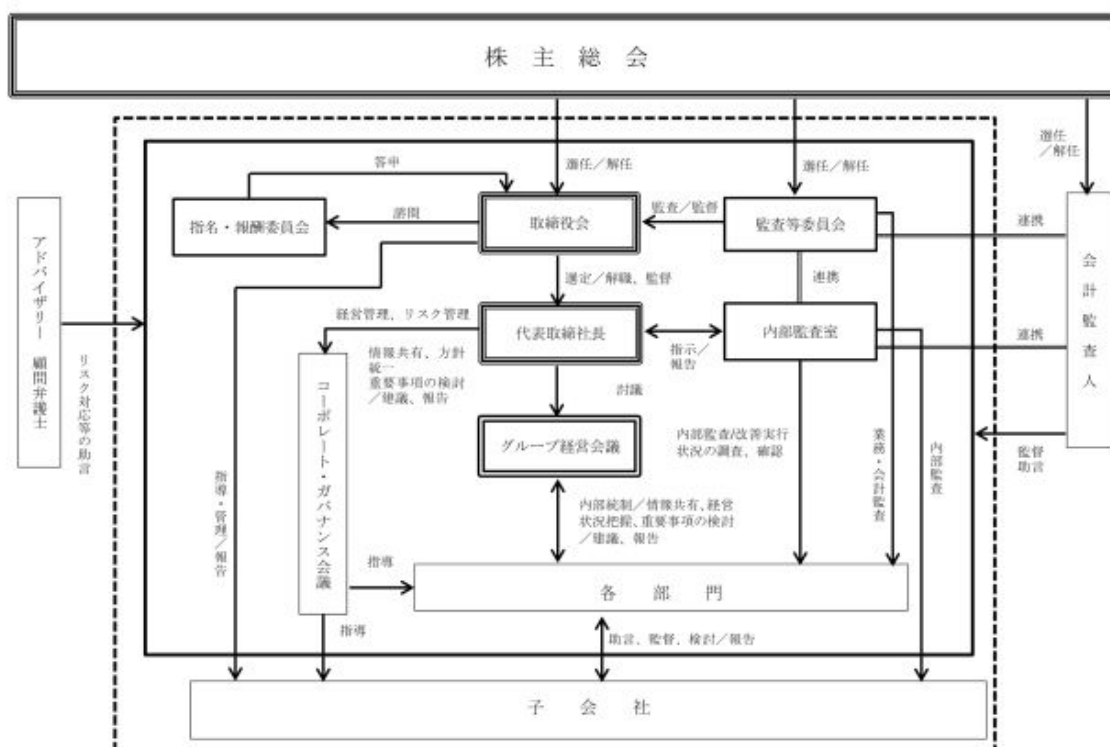 株主総会
選任/解任
選任/解任
選任
/解任
答申
諮問
指名・報酬委員会
取締役会
監査/監督
監査等委員会
連携
会計監査人
アドバイザリー 顧問弁護士
リスク対応等の助言
選定/解職、監督
連携
経営管理、リスク管理
代表取締社長
内部監査室
指示/
報告
連携
情報共有、方針
統一
重要事項の検討
/建議、報告
討議
コーポレート・ガバナンス会議
グループ経営会議
内部監査/改善実行
状況の調査、確認
業務・会計監査
内部監査
監督
助言
指導・管理/報告
内部統制/情報共有、経営
状況把握、重要事項の検討
/建議、報告
指導
各部門
指導
助言、監督、検討/報告
子会社